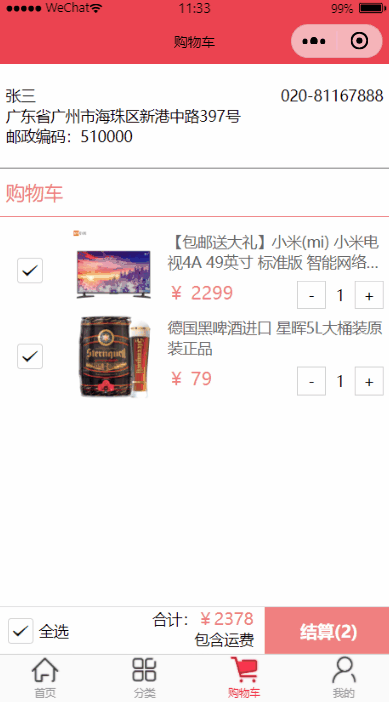 WeChat 11:33 99%
购物车
张三 020-81167888
广东省广州市海珠区新港中路397号
邮政编码：510000
购物车
【包邮送大礼】小米(mi) 小米电
视4A 49英寸 标准版 智能网络...
¥ 2299 - 1 +
德国黑啤酒进口 星晖5L大桶装原
装正品
Sternquell
¥ 79 - 1 +
全选 合计：¥2378 结算(2)
包含运费
首页 分类 购物车 我的